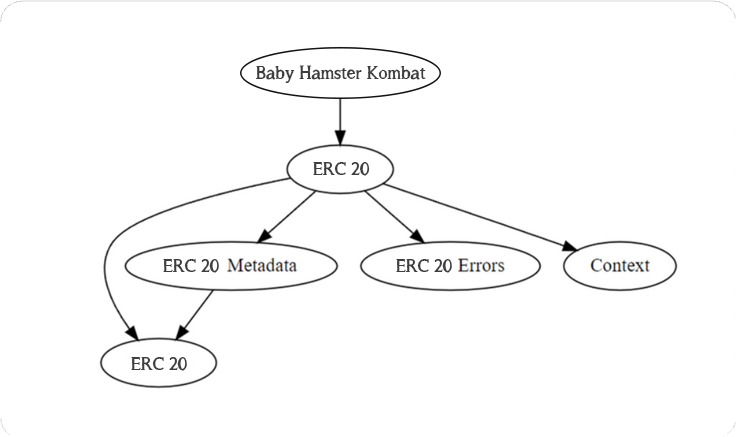 Baby Hamster Kombat
ERC 20
ERC 20 Metadata
ERC 20 Errors
Context
ERC 20